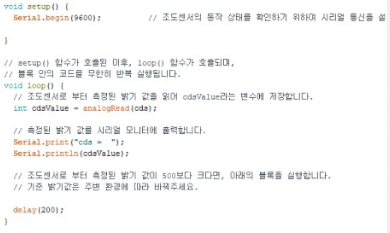 void setup() {
Serial.begin(9600); // 조도센서의 동작 상태를 확인하기 위하여 시리얼 통신을 설
}
// setup() 함수가 호출된 이후, loop() 함수가 호출되며,
// 블록 안의 코드를 무한히 반복 실행됩니다.
void loop() {
// 조도센서로 부터 측정된 밝기 값을 읽어 cdsValue라는 변수에 저장합니다.
int cdsValue = analogRead(cds);
// 측정된 밝기 값을 시리얼 모니터에 출력합니다.
Serial.print("cds =  ");
Serial.println(cdsValue);
// 조도센서로 부터 측정된 밝기 값이 500보다 크다면, 아래의 블록을 실행합니다.
// 기준 밝기값은 주변 환경에 따라 바꿔주세요.
delay(200);
}